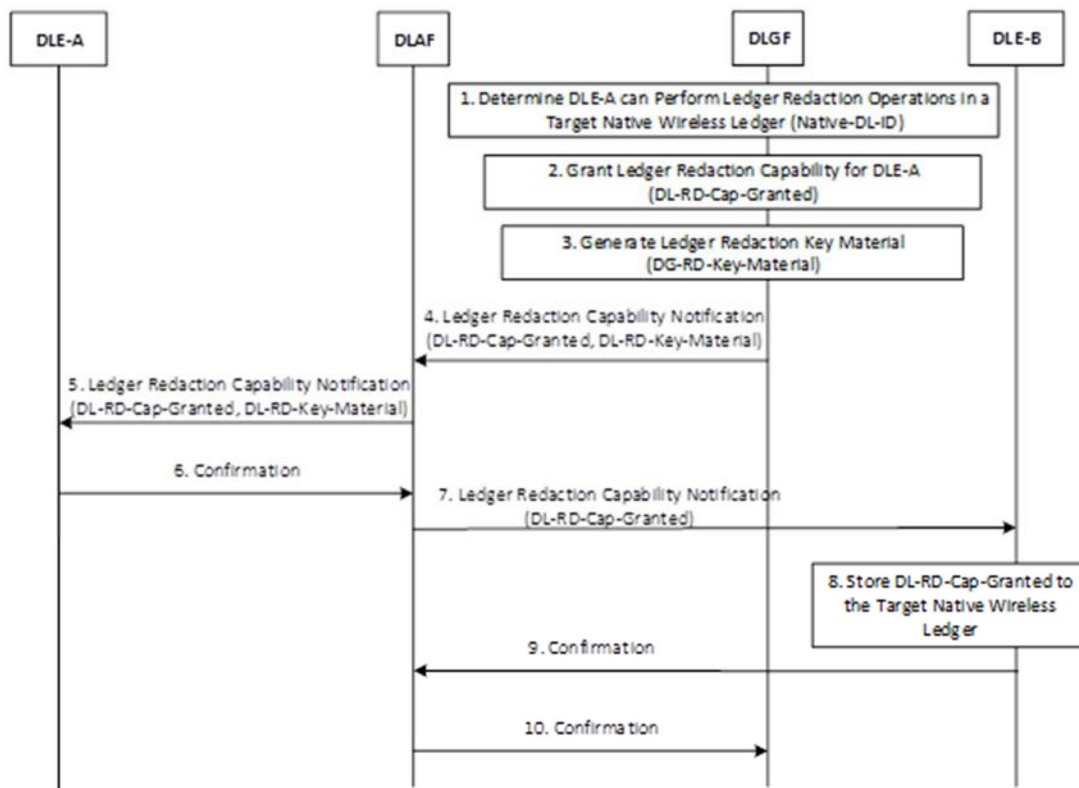 DLE-A
DLAF
DLGF
DLE-B
1. Determine DLE-A can Perform Ledger Redaction Operations in a
Target Native Wireless Ledger (Native-DL-ID)
2. Grant Ledger Redaction Capability for DLE-A
(DL-RD-Cap-Granted)
3. Generate Ledger Redaction Key Material
(DG-RD-Key-Material)
4. Ledger Redaction Capability Notification
(DL-RD-Cap-Granted, DL-RD-Key-Material)
5. Ledger Redaction Capability Notification
(DL-RD-Cap-Granted, DL-RD-Key-Material)
6. Confirmation
7. Ledger Redaction Capability Notification
(DL-RD-Cap-Granted)
8. Store DL-RD-Cap-Granted to
the Target Native Wireless
Ledger
9. Confirmation
10. Confirmation